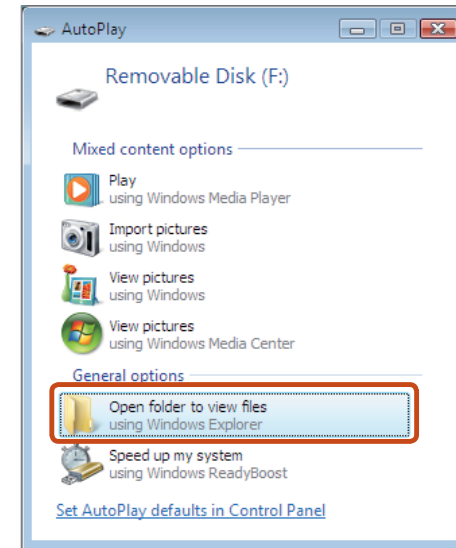 AutoPlay
Removable Disk (F:)
Mixed content options
Play
using Windows Media Player
Import pictures
using Windows
View pictures
using Windows
View pictures
using Windows Media Center
General options
Open folder to view files
using Windows Explorer
Speed up my system
using Windows ReadyBoost
Set AutoPlay defaults in Control Panel